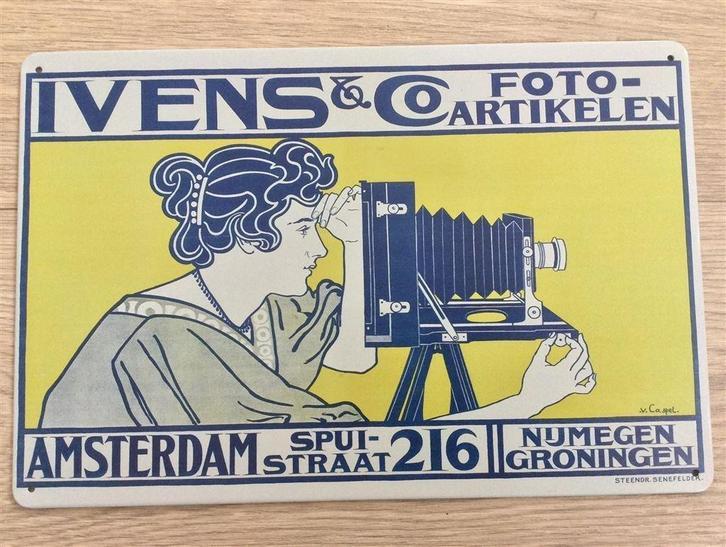 IVENS & Co FOTO-
ARTIKELEN
v. Caspel.
AMSTERDAM SPUI-
STRAAT 216
NIJMEGEN
GRONINGEN
STEENDR. SENEFELDER.